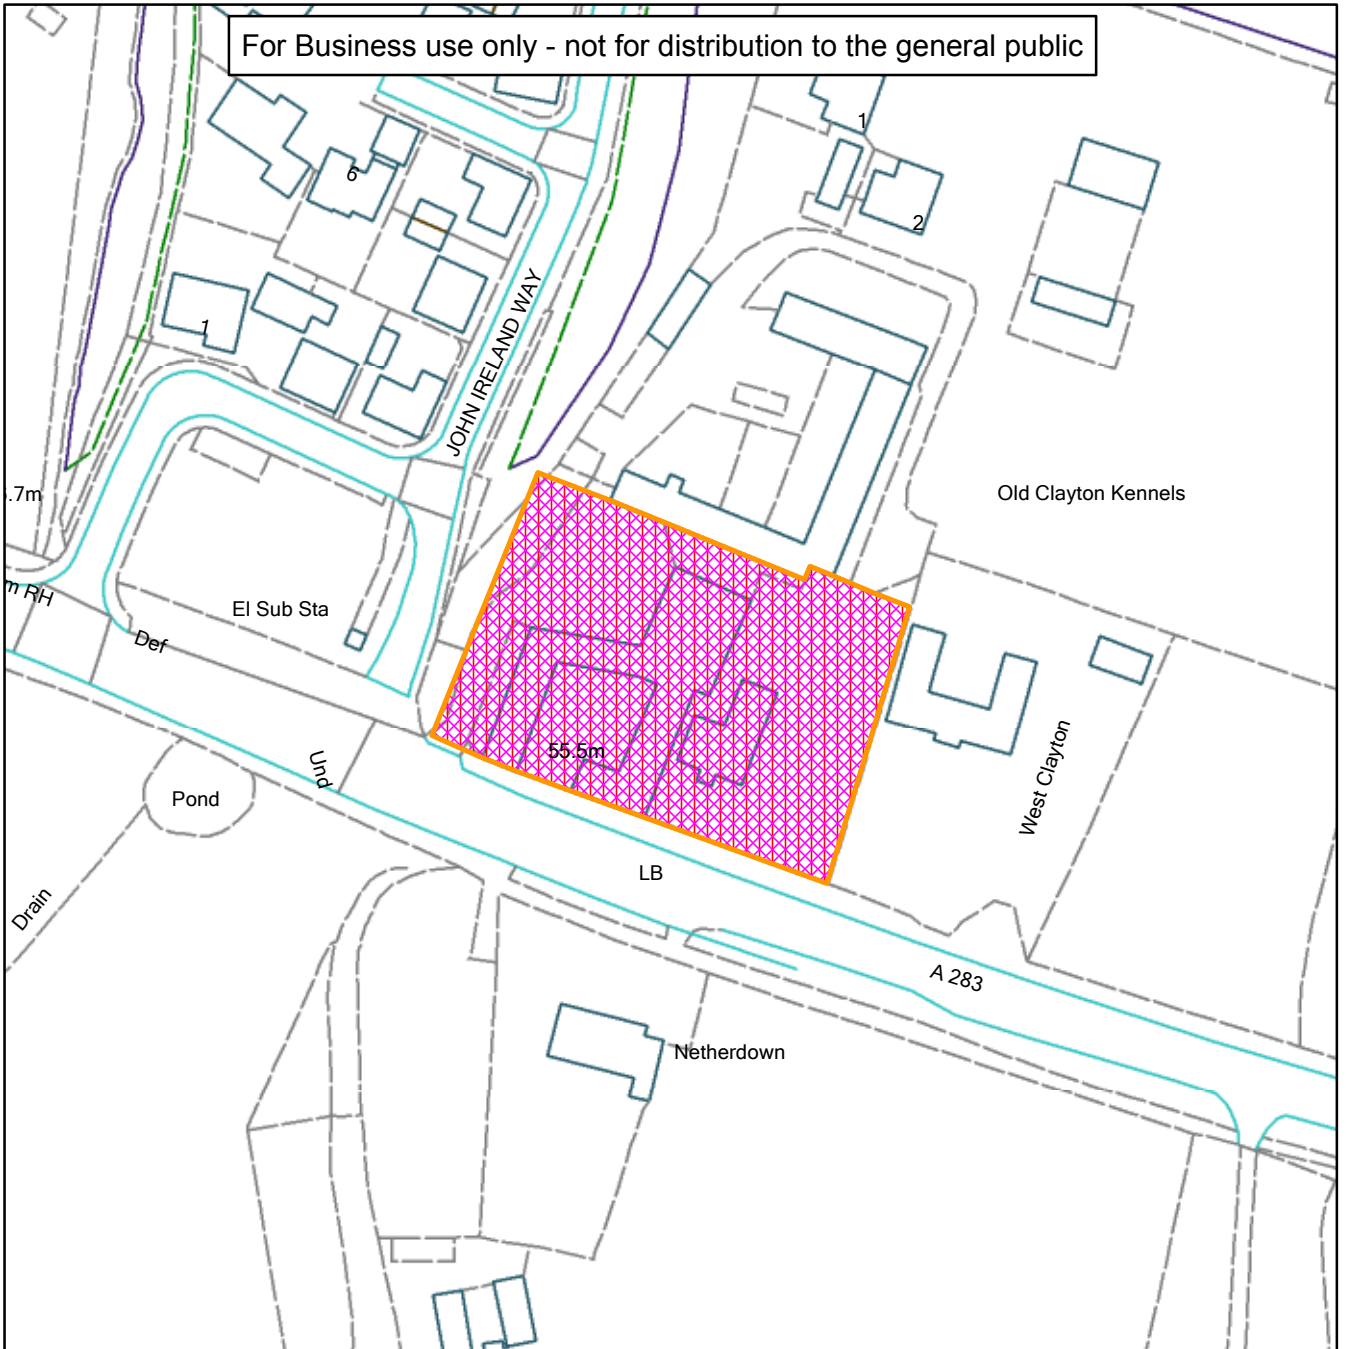 For Business use only - not for distribution to the general public
1
6
2
JOHN IRELAND WAY
1
.7m
Old Clayton Kennels
m RH
El Sub Sta
Def
55.5m
Und
West Clayton
Pond
LB
Drain
A 283
Netherdown